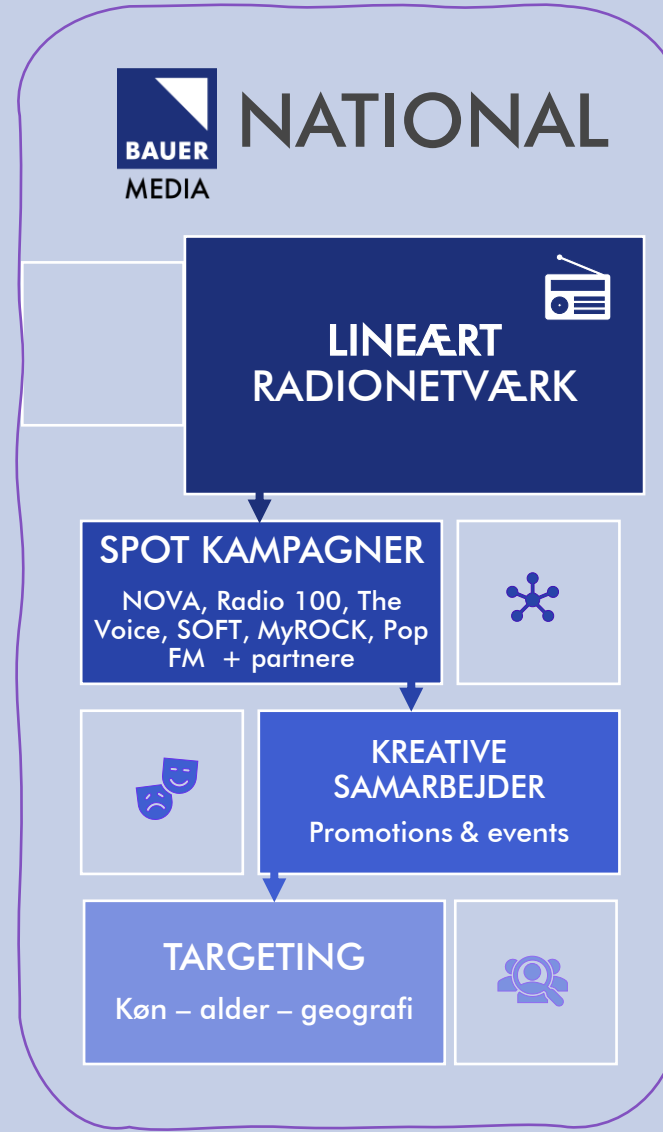 BAUER
MEDIA
NATIONAL
LINEÆRT
RADIONETVÆRK
SPOT KAMPAGNER
NOVA, Radio 100, The
Voice, SOFT, MyROCK, Pop
FM + partnere
KREATIVE
SAMARBEJDER
Promotions & events
TARGETING
Køn – alder – geografi